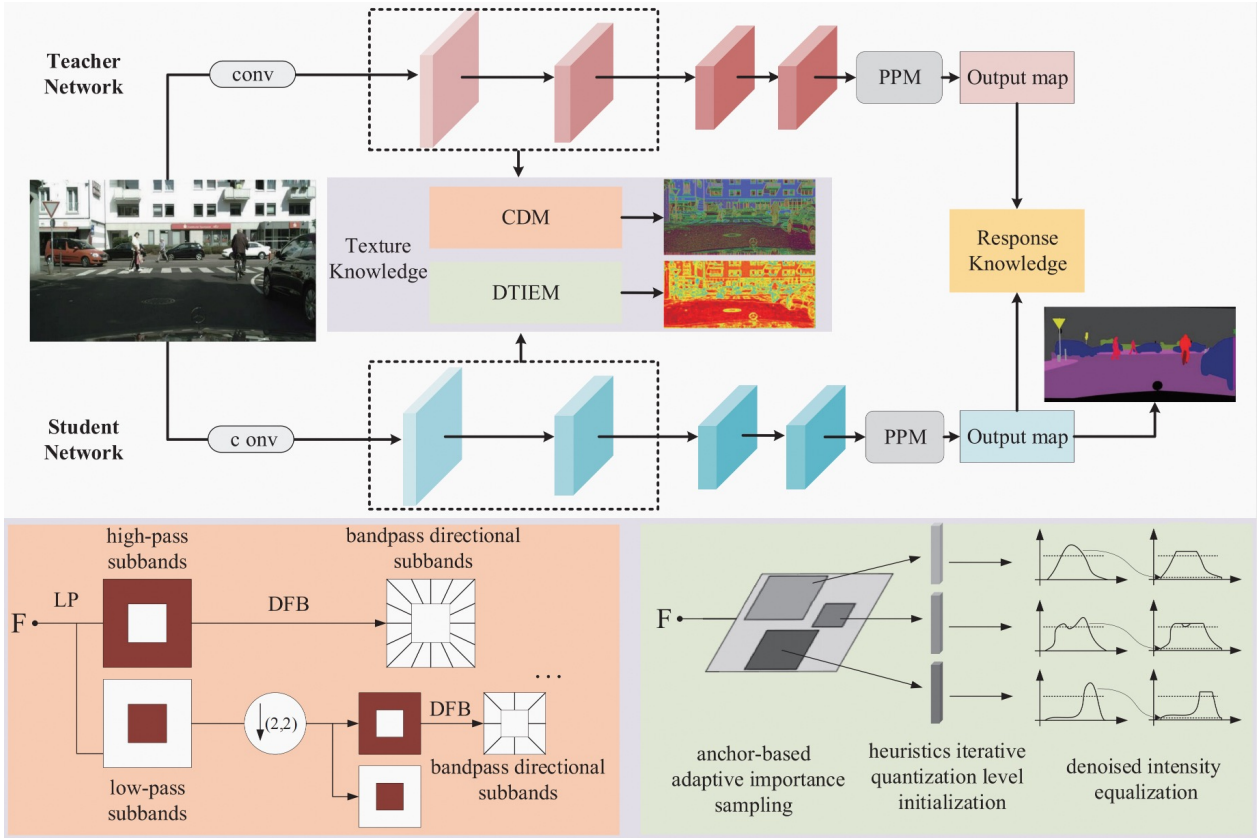 Teacher
Network
conv
PPM
Output map
Texture
Knowledge
CDM
DTIEM
Response
Knowledge
Student
Network
c onv
PPM
Output map
high-pass
subbands
bandpass directional
subbands
LP
DFB
F
...
(2,2)
DFB
low-pass
subbands
bandpass directional
subbands
F
anchor-based
adaptive importance
sampling
heuristics iterative
quantization level
initialization
denoised intensity
equalization